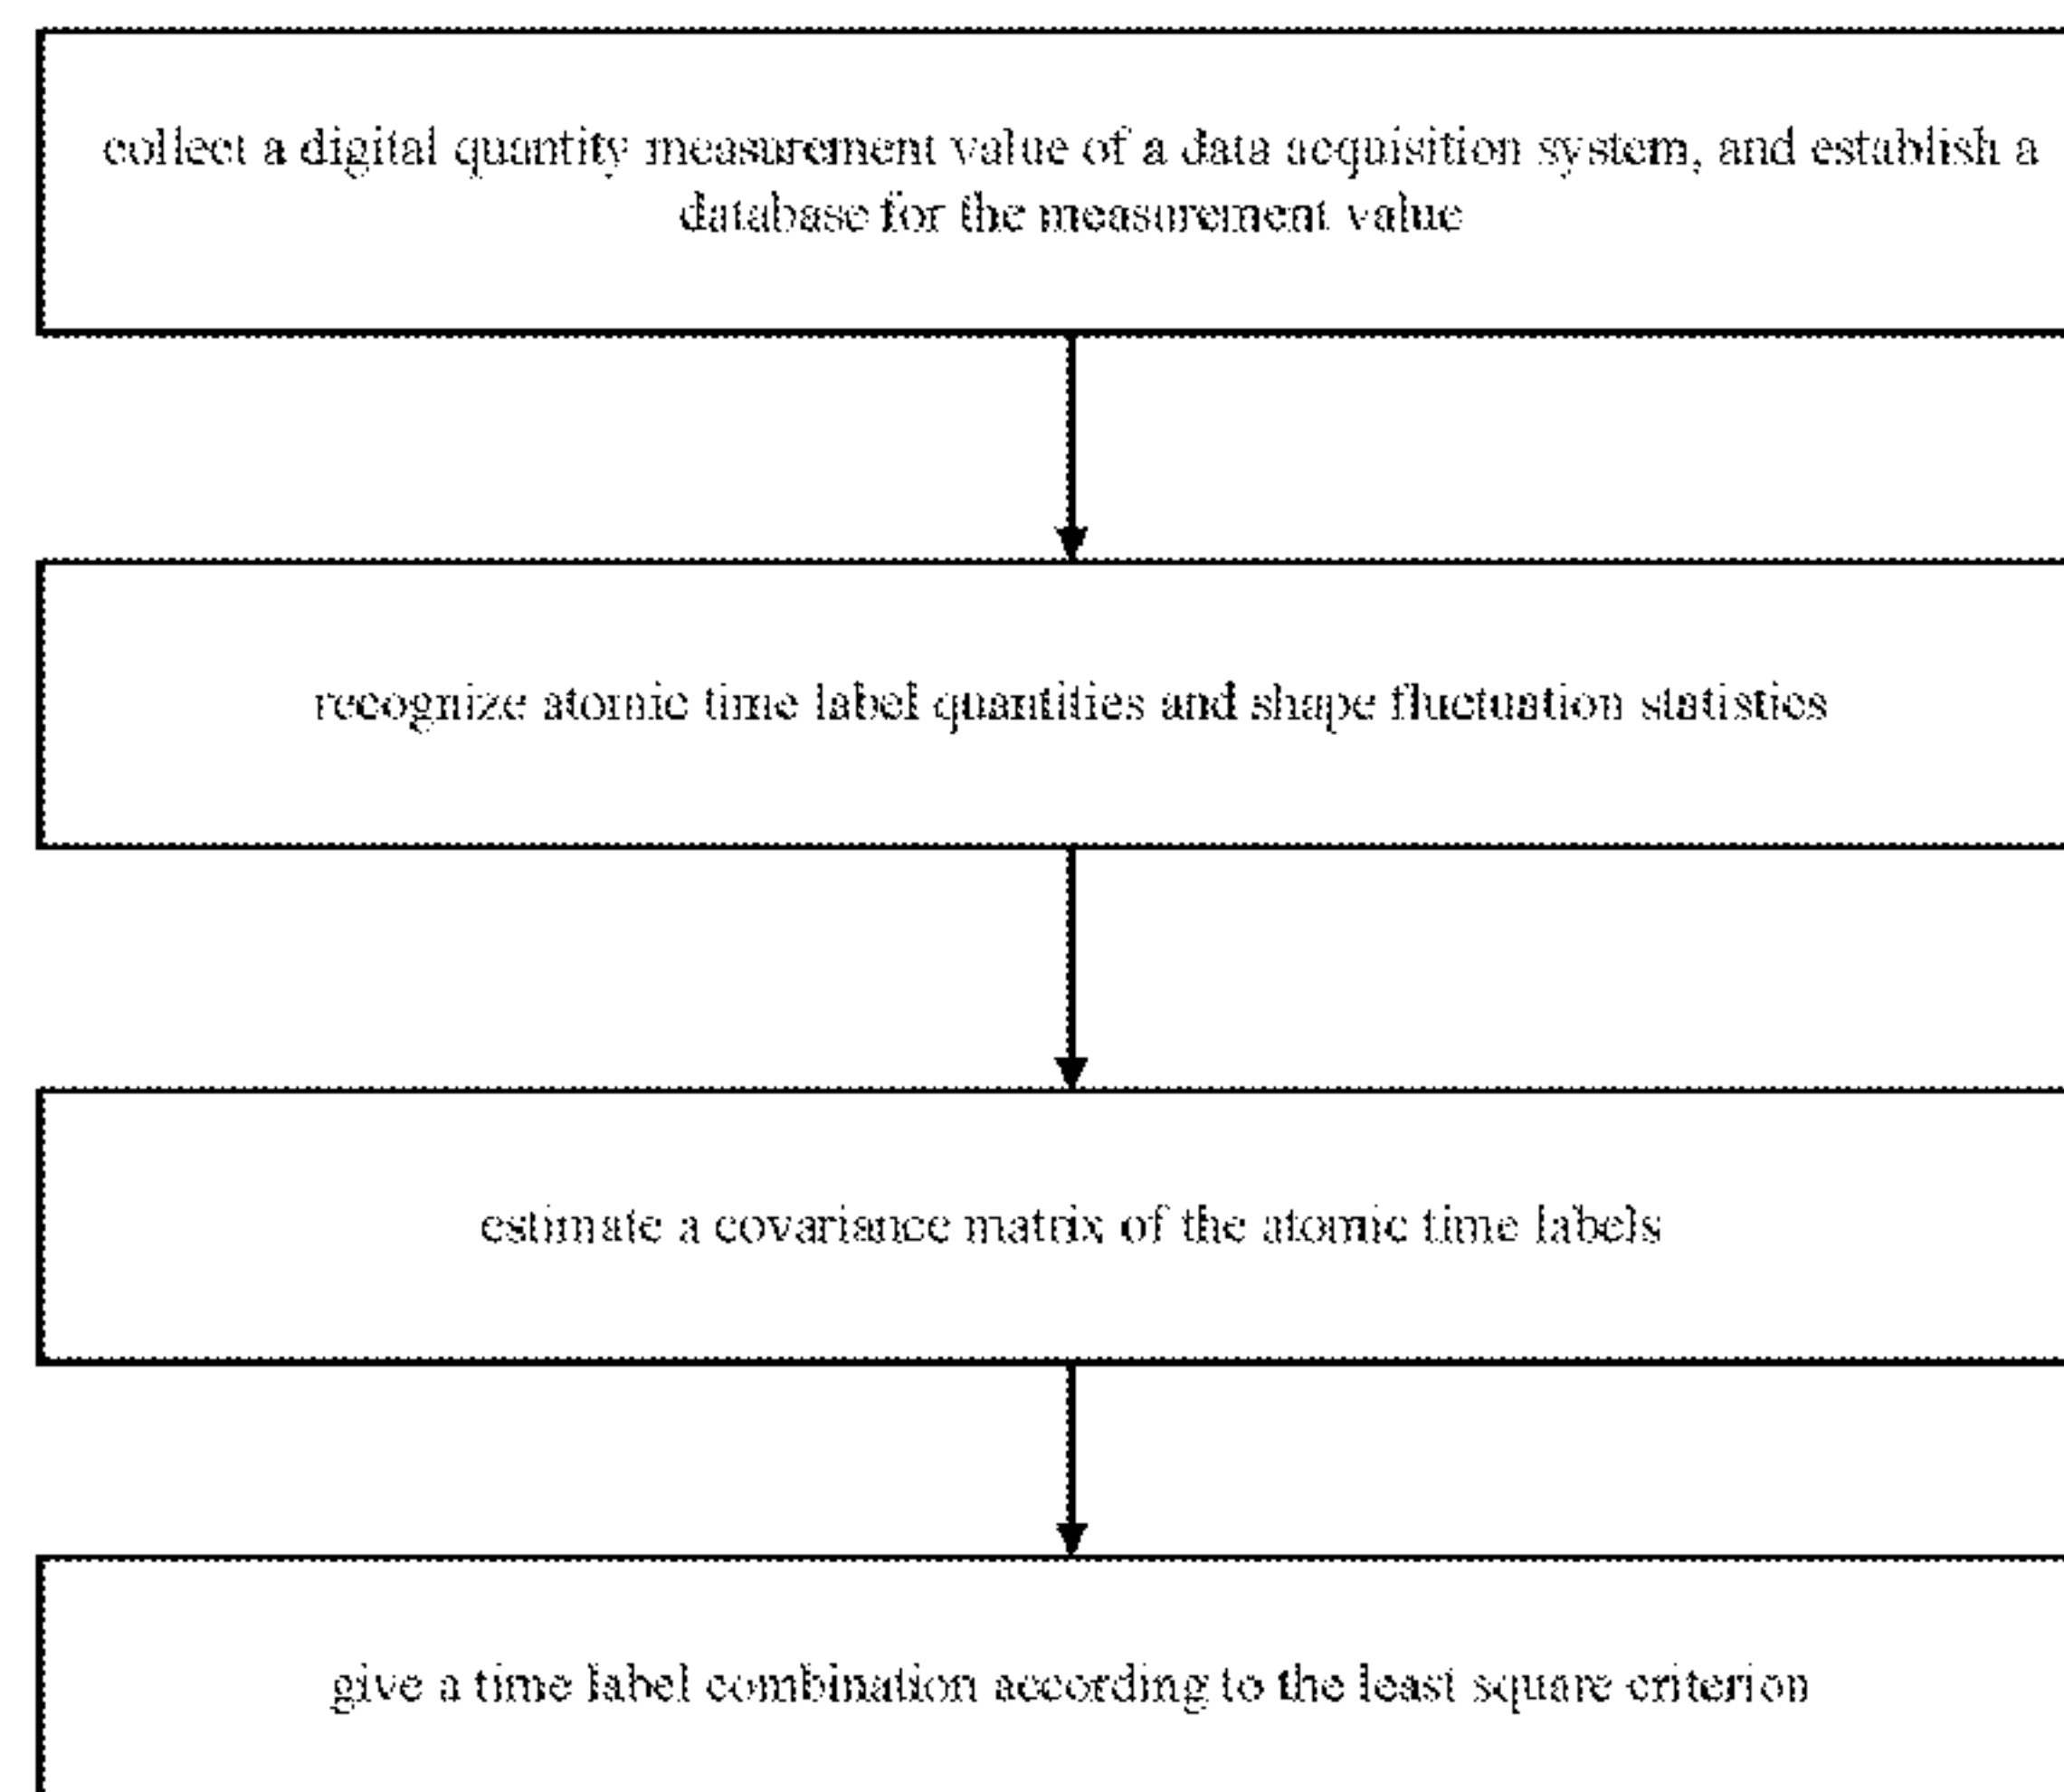 collect a digital quantity measurement value of a data acquisition system, and establish a
database for the measurement value
recognize atomic time label quantities and shape fluctuation statistics
estimate a covariance matrix of the atomic time labels
give a time label combination according to the least square criterion